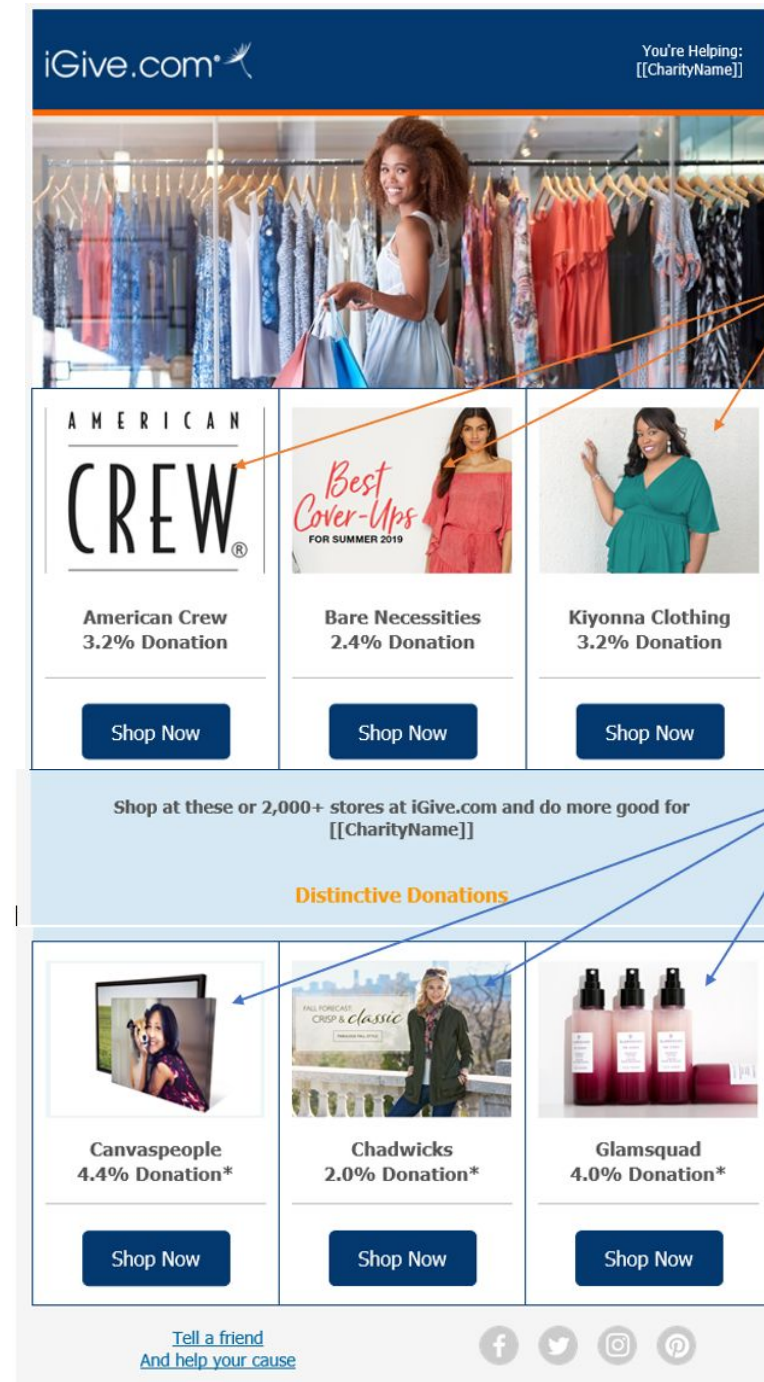 iGive.com
You're Helping:
[[CharityName]]
AMERICAN
CREW®
Best
Cover-Ups
FOR SUMMER 2019
American Crew
3.2% Donation
Bare Necessities
2.4% Donation
Kiyonna Clothing
3.2% Donation
Shop Now
Shop Now
Shop Now
Shop at these or 2,000+ stores at iGive.com and do more good for
[[CharityName]]
Distinctive Donations
FALL FORECAST:
CRISP & classic
Canvaspeople
4.4% Donation*
Chadwicks
2.0% Donation*
Glamsquad
4.0% Donation*
Shop Now
Shop Now
Shop Now
Tell a friend
And help your cause